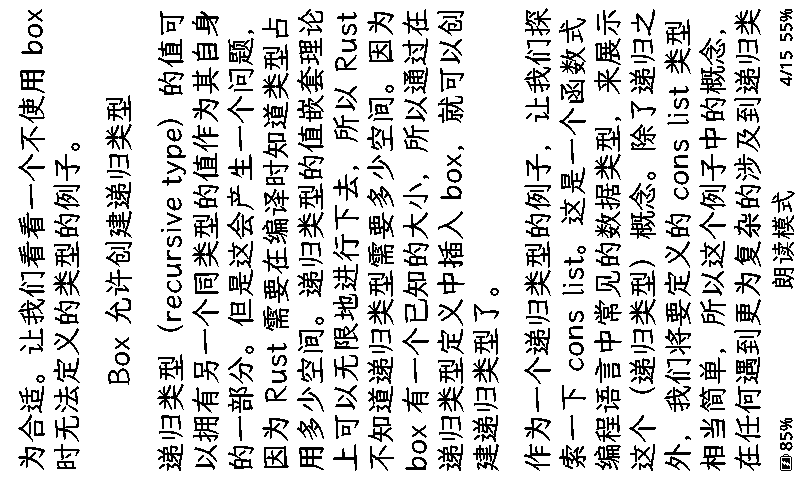 为合适。让我们看看一个不使用 box
时无法定义的类型的例子。
Box 允许创建递归类型
递归类型（recursive type）的值可
以拥有另一个同类型的值作为其自身
的一部分。但是这会产生一个问题，
因为 Rust 需要在编译时知道类型占
用多少空间。递归类型的值嵌套理论
上可以无限地进行下去，所以 Rust
不知道递归类型需要多少空间。因为
box 有一个已知的大小，所以通过在
递归类型定义中插入 box，就可以创
建递归类型了。
作为一个递归类型的例子，让我们探
索一下 cons list。这是一个函数式
编程语言中常见的数据类型，来展示
这个（递归类型）概念。除了递归之
外，我们将要定义的 cons list 类型
相当简单，所以这个例子中的概念，
在任何遇到更为复杂的涉及到递归类
85% 朗读模式 4/15 55%